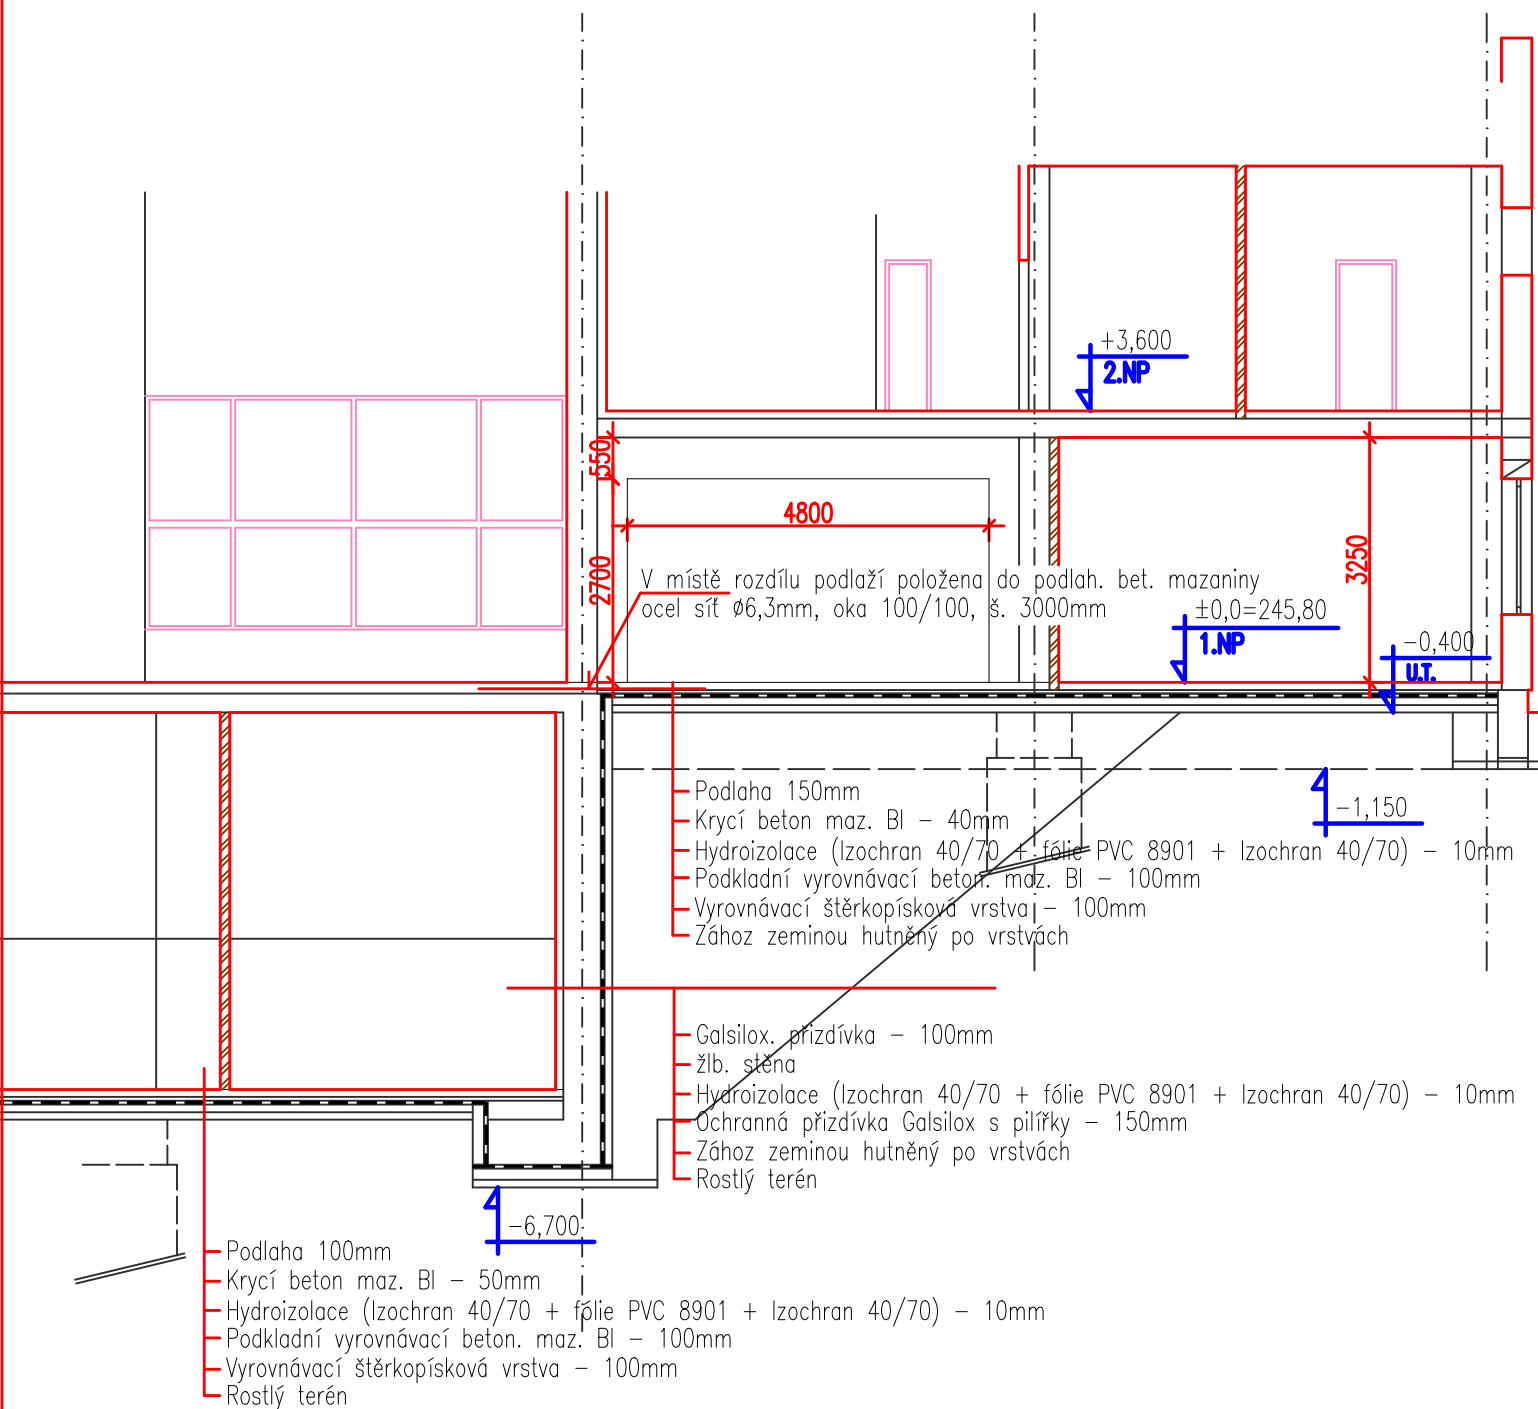 +3,600
2.NP
550
4800
2700
3250
V místě rozdílu podlaží položena do podlah. bet. mazaniny
ocel síť Ø6,3mm, oka 100/100, š. 3000mm
±0,0=245,80
1.NP
-0,400
U.T.
Podlaha 150mm
Krycí beton maz. BI - 40mm
-1,150
Hydroizolace (Izochran 40/70 + fólie PVC 8901 + Izochran 40/70) - 10mm
Podkladní vyrovnávací beton. maz. BI - 100mm
Vyrovnávací štěrkopísková vrstva - 100mm
Zához zeminou hutněný po vrstvách
Galsilox. přizdívka - 100mm
žlb. stěna
Hydroizolace (Izochran 40/70 + fólie PVC 8901 + Izochran 40/70) - 10mm
Ochranná přizdívka Galsilox s pilířky - 150mm
Zához zeminou hutněný po vrstvách
Rostlý terén
-6,700
Podlaha 100mm
Krycí beton maz. BI - 50mm
Hydroizolace (Izochran 40/70 + fólie PVC 8901 + Izochran 40/70) - 10mm
Podkladní vyrovnávací beton. maz. BI - 100mm
Vyrovnávací štěrkopísková vrstva - 100mm
Rostlý terén